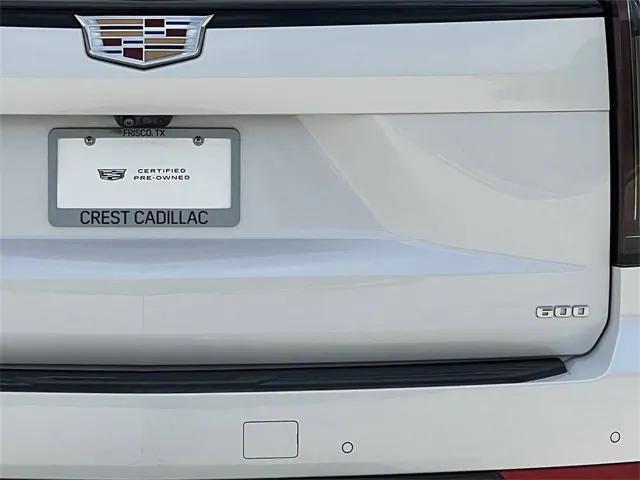 FRISCO, TX
CERTIFIED
PRE-OWNED
CREST CADILLAC
600